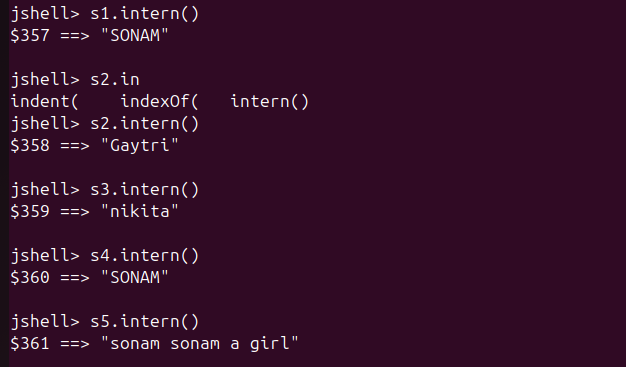 jshell> s1.intern()
$357 ==> "SONAM"
jshell> s2.in
indent(    indexOf(   intern()
jshell> s2.intern()
$358 ==> "Gaytri"
jshell> s3.intern()
$359 ==> "nikita"
jshell> s4.intern()
$360 ==> "SONAM"
jshell> s5.intern()
$361 ==> "sonam sonam a girl"